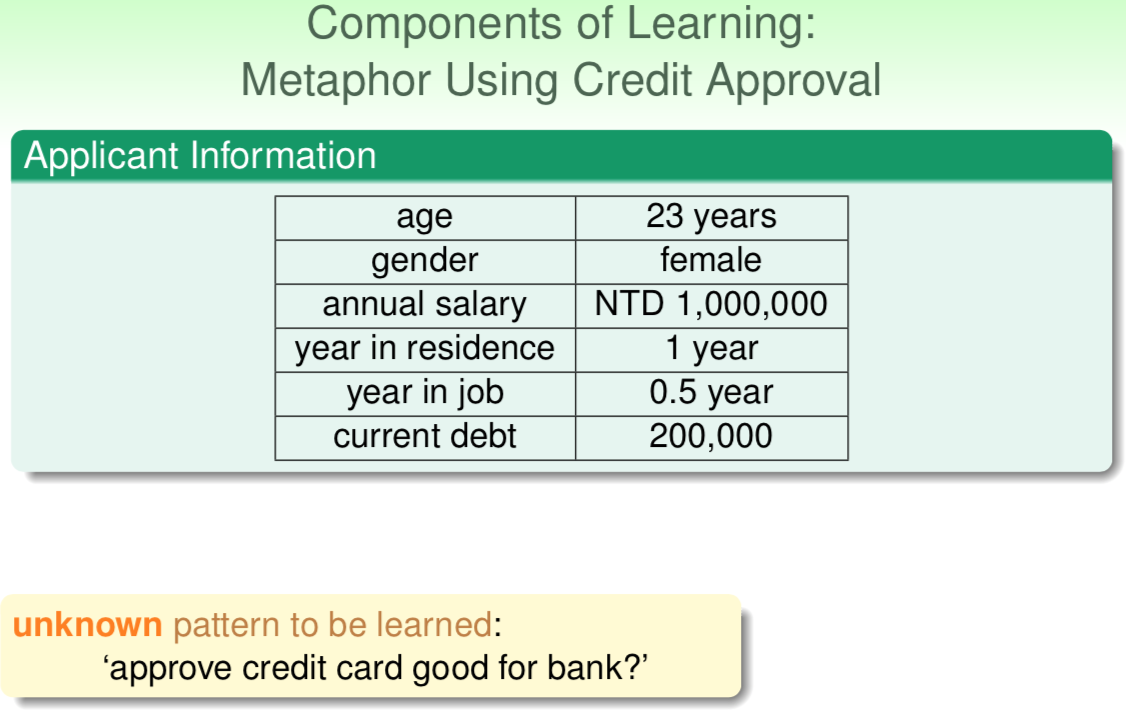 Components of Learning:
Metaphor Using Credit Approval
Applicant Information
age 23 years
gender female
annual salary NTD 1,000,000
year in residence 1 year
year in job 0.5 year
current debt 200,000
unknown pattern to be learned:
‘approve credit card good for bank?’